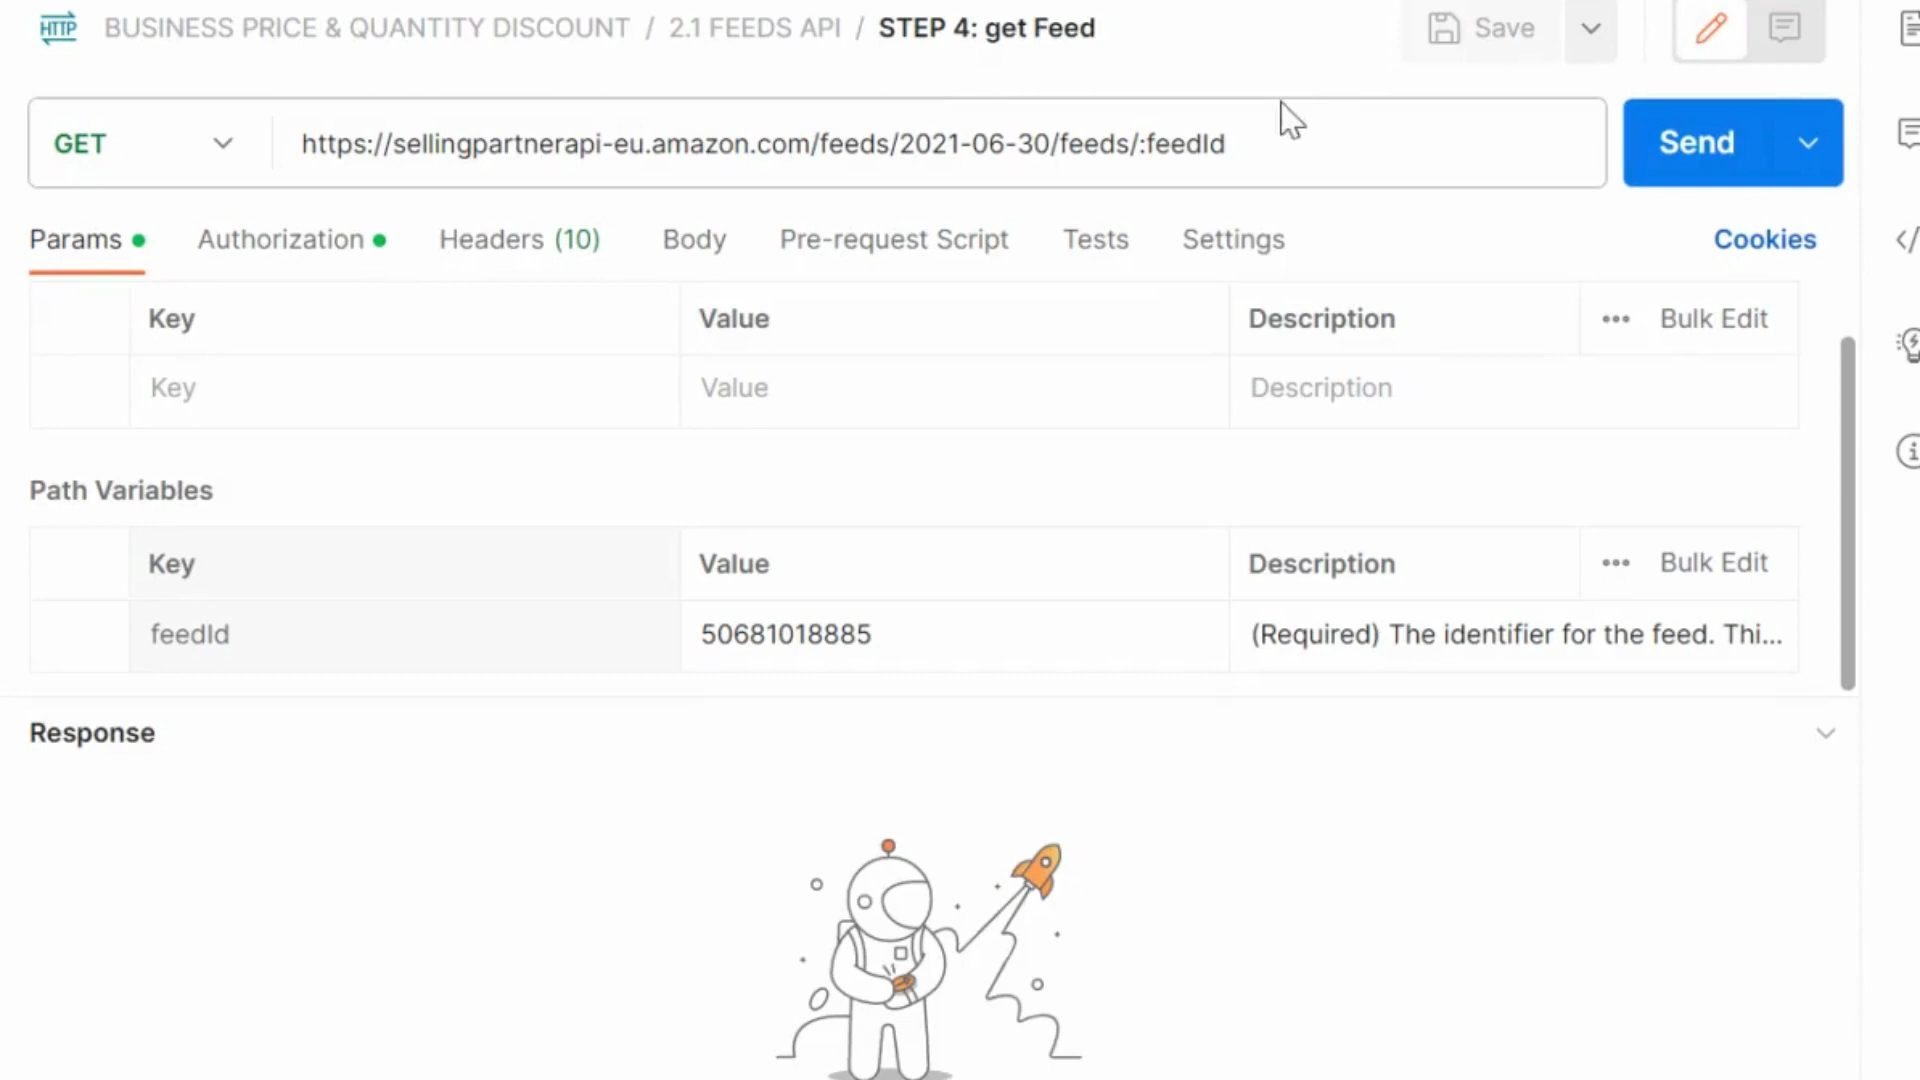 HTTP BUSINESS PRICE & QUANTITY DISCOUNT / 2.1 FEEDS API / STEP 4: get Feed Save
GET https://sellingpartnerapi-eu.amazon.com/feeds/2021-06-30/feeds/:feedId Send
Params Authorization Headers (10) Body Pre-request Script Tests Settings Cookies
Key Value Description ••• Bulk Edit
Key Value Description
Path Variables
Key Value Description ••• Bulk Edit
feedId 50681018885 (Required) The identifier for the feed. Thi...
Response